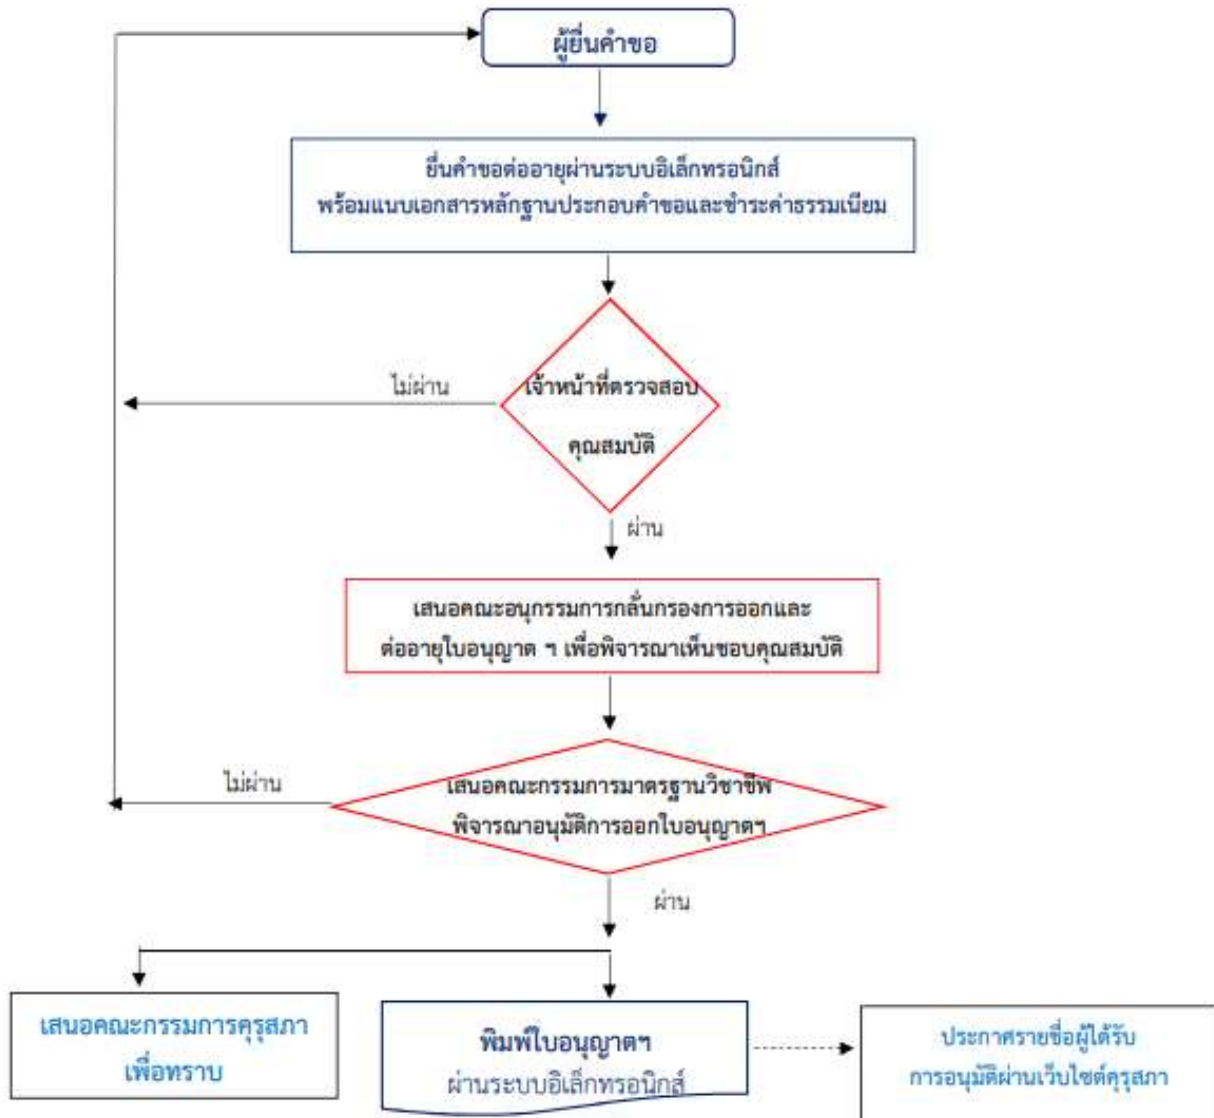 ผู้ยื่นคำขอ
ยื่นคำขอต่ออายุผ่านระบบอิเล็กทรอนิกส์
พร้อมแนบเอกสารหลักฐานประกอบคำขอและชำระค่าธรรมเนียม
ไม่ผ่าน
เจ้าหน้าที่ตรวจสอบ
คุณสมบัติ
ผ่าน
เสนอคณะอนุกรรมการกลั่นกรองการออกและ
ต่ออายุใบอนุญาต ฯ เพื่อพิจารณาเห็นชอบคุณสมบัติ
ไม่ผ่าน
เสนอคณะกรรมการมาตรฐานวิชาชีพ
พิจารณาอนุมัติการออกใบอนุญาตฯ
ผ่าน
เสนอคณะกรรมการคุรุสภา
เพื่อทราบ
พิมพ์ใบอนุญาตฯ
ผ่านระบบอิเล็กทรอนิกส์
ประกาศรายชื่อผู้ได้รับ
การอนุมัติผ่านเว็บไซต์คุรุสภา